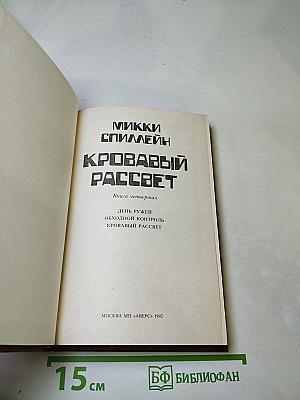 МИККИ
СПИЛЛЕЙН
КРОВАВЫЙ
РАССВЕТ
Книга четвертая
ДЕНЬ РУЖЕЙ
ОБХОДНОЙ КОНТРОЛЬ
КРОВАВЫЙ РАССВЕТ
МОСКВА МП «АВЕРС» 1992
15 см
БФ БИБЛИОФАН